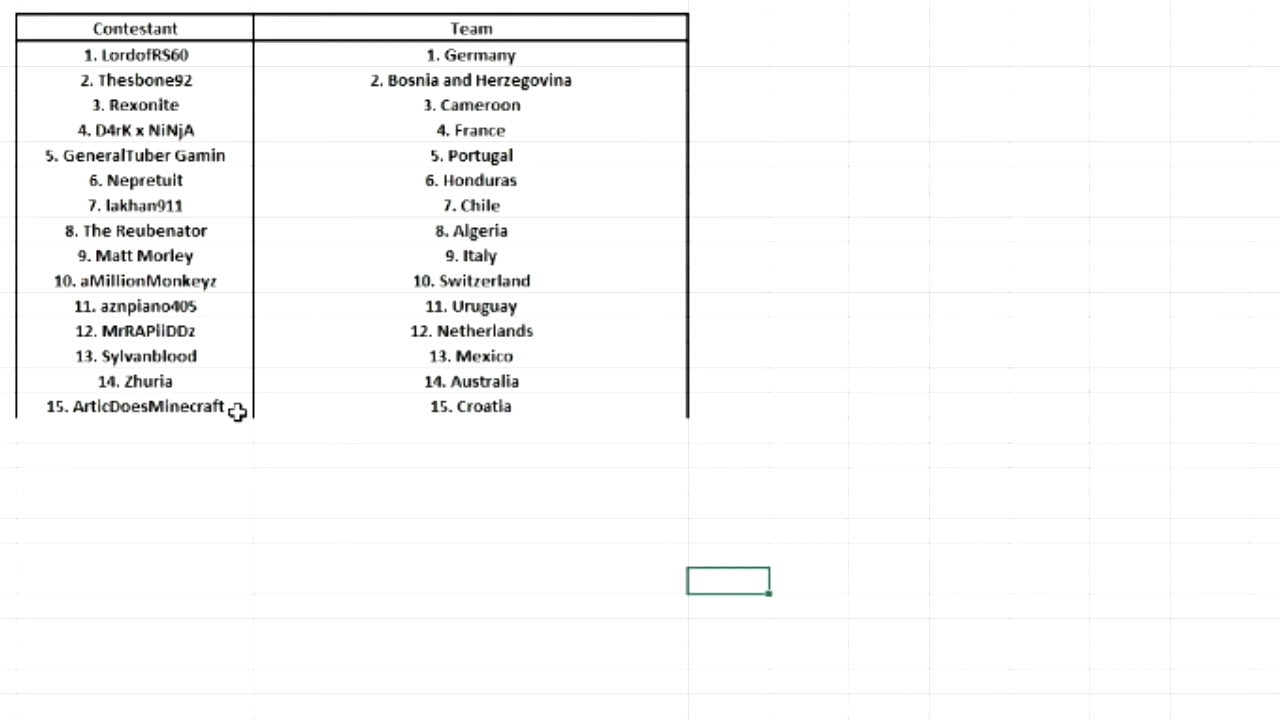 Contestant Team
1. LordofRS60 1. Germany
2. Thesbone92 2. Bosnia and Herzegovina
3. Rexonite 3. Cameroon
4. D4rK x NiNjA 4. France
5. GeneralTuber Gamin 5. Portugal
6. Nepretuit 6. Honduras
7. lakhan911 7. Chile
8. The Reubenator 8. Algeria
9. Matt Morley 9. Italy
10. aMillionMonkeyz 10. Switzerland
11. aznpiano405 11. Uruguay
12. MrRAPiiDDz 12. Netherlands
13. Sylvanblood 13. Mexico
14. Zhuria 14. Australia
15. ArticDoesMinecraft 15. Croatia